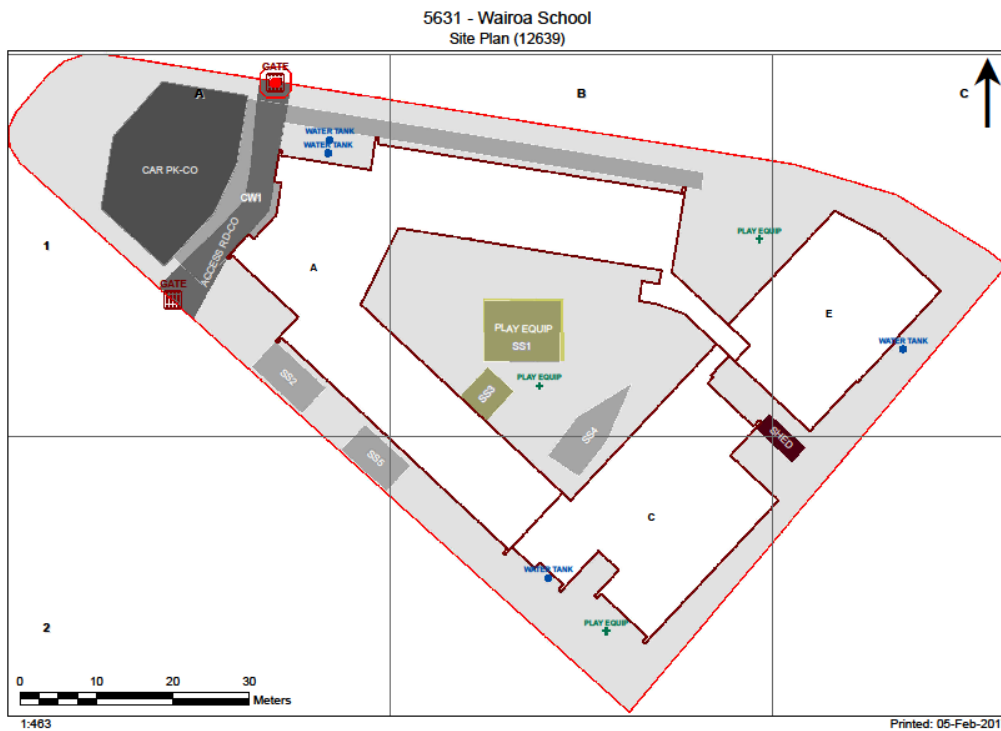 5631 - Wairoa School
Site Plan (12639)
GATE
A
B
C
WATER TANK
WATER TANK
CAR PK-CO
CW1
PLAY EQUIP
1
ACCESS RD-CO
A
GATE
E
PLAY EQUIP
SS1
WATER TANK
SS2
PLAY EQUIP
SS3
SS4
SHED
SS5
C
WATER TANK
PLAY EQUIP
2
0 10 20 30
Meters
1:463
Printed: 05-Feb-201